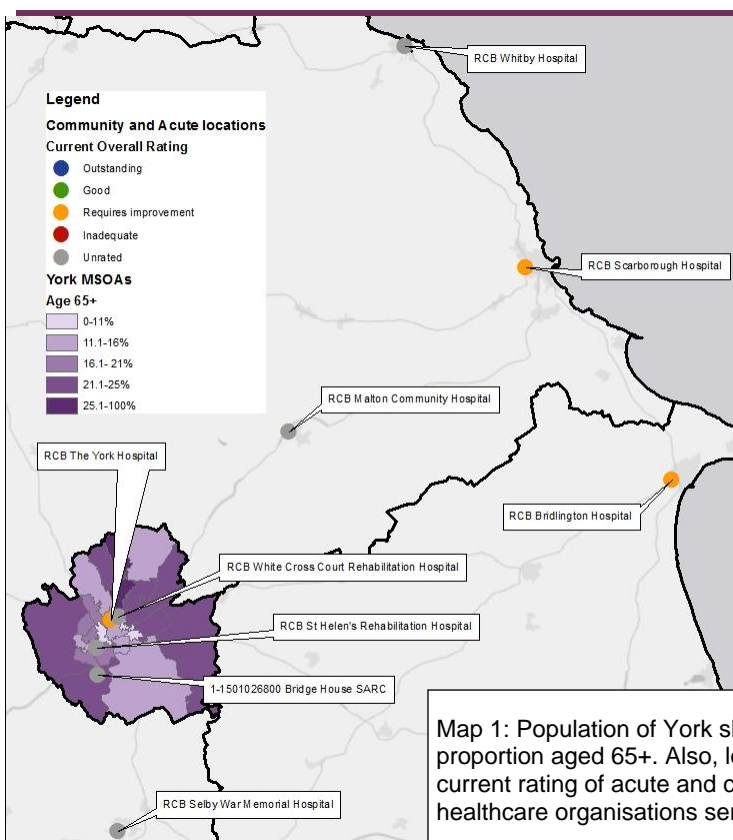 RCB Whitby Hospital
Legend
Community and Acute locations
Current Overall Rating
Outstanding
Good
Requires improvement
Inadequate
Unrated
York MSOAs
Age 65+
0-11%
11.1-16%
16.1- 21%
21.1-25%
25.1-100%
RCB Scarborough Hospital
RCB Malton Community Hospital
RCB The York Hospital
RCB Bridlington Hospital
RCB White Cross Court Rehabilitation Hospital
RCB St Helen's Rehabilitation Hospital
1-1501026800 Bridge House SARC
Map 1: Population of York s
proportion aged 65+. Also, l
current rating of acute and c
healthcare organisations ser
RCB Selby War Memorial Hospital